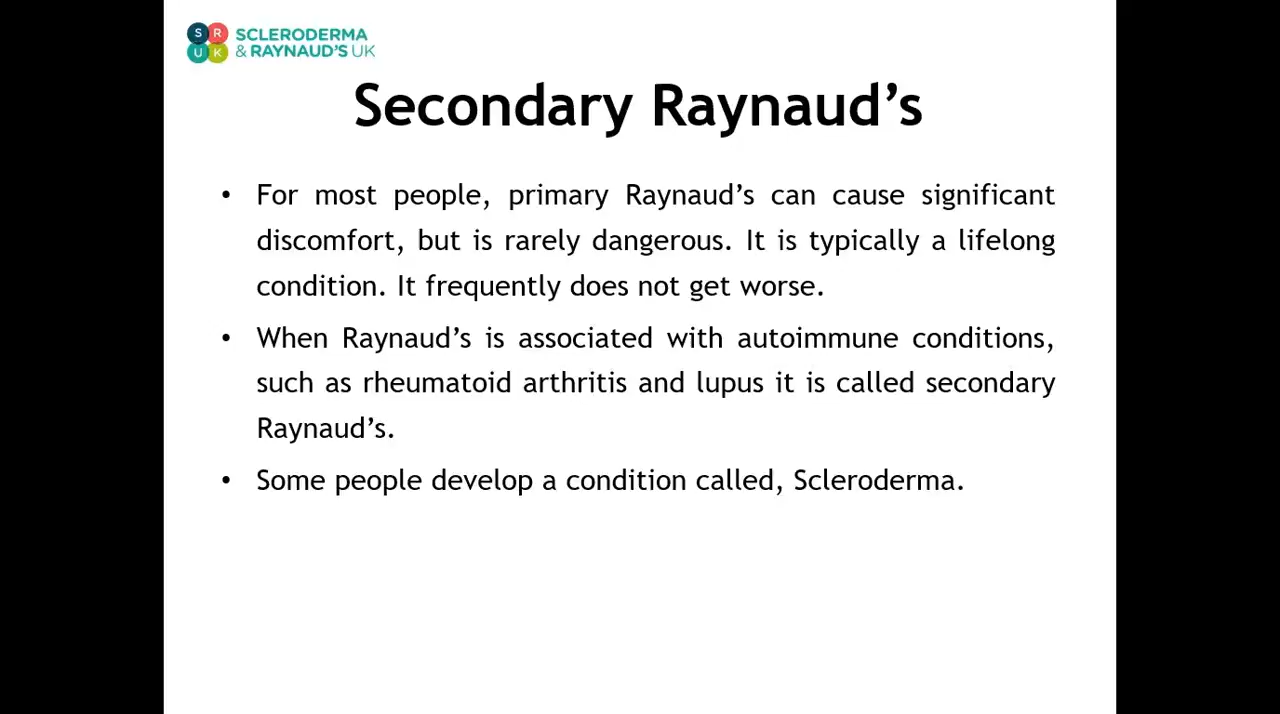 SR
UK
SCLERODERMA
& RAYNAUD'S UK
Secondary Raynaud’s
• For most people, primary Raynaud’s can cause significant
discomfort, but is rarely dangerous. It is typically a lifelong
condition. It frequently does not get worse.
• When Raynaud’s is associated with autoimmune conditions,
such as rheumatoid arthritis and lupus it is called secondary
Raynaud’s.
• Some people develop a condition called, Scleroderma.